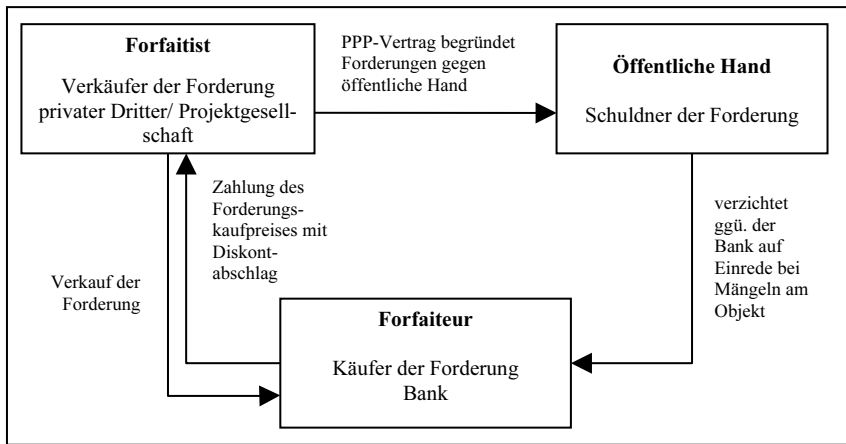 Forfaitist
Verkäufer der Forderung
privater Dritter/ Projektgesell-
schaft
PPP-Vertrag begründet
Forderungen gegen
öffentliche Hand
Öffentliche Hand
Schuldner der Forderung
Zahlung des
Forderungs-
kaufpreises mit
Diskont-
abschlag
verzichtet
ggü. der
Bank auf
Einrede bei
Mängeln am
Objekt
Verkauf der
Forderung
Forfaiteur
Käufer der Forderung
Bank